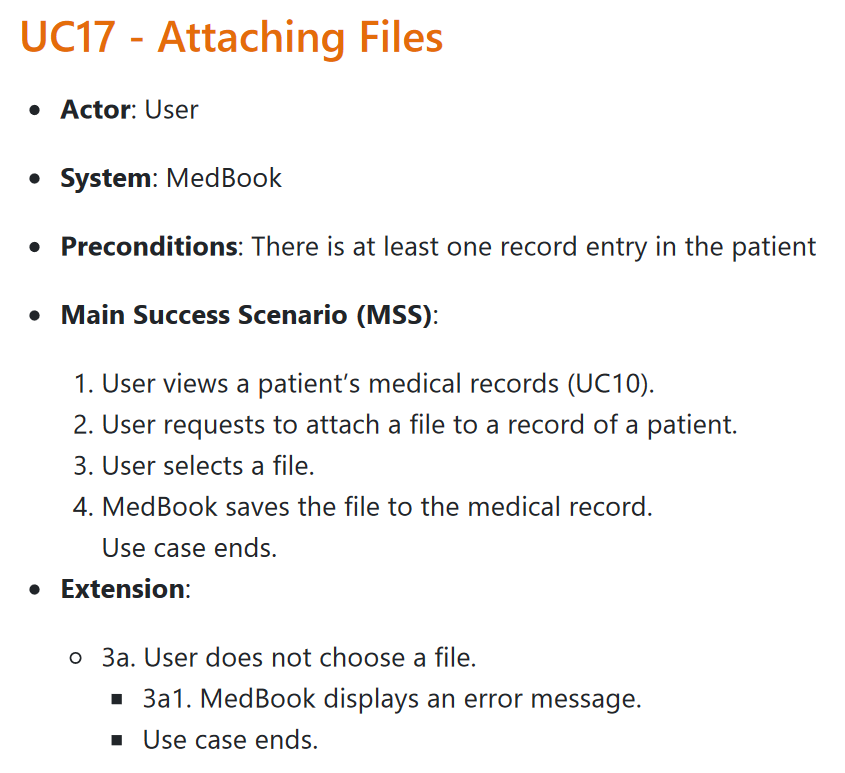 UC17 - Attaching Files
Actor: User
System: MedBook
Preconditions: There is at least one record entry in the patient
Main Success Scenario (MSS):
1. User views a patient’s medical records (UC10).
2. User requests to attach a file to a record of a patient.
3. User selects a file.
4. MedBook saves the file to the medical record.
Use case ends.
Extension:
3a. User does not choose a file.
3a1. MedBook displays an error message.
Use case ends.